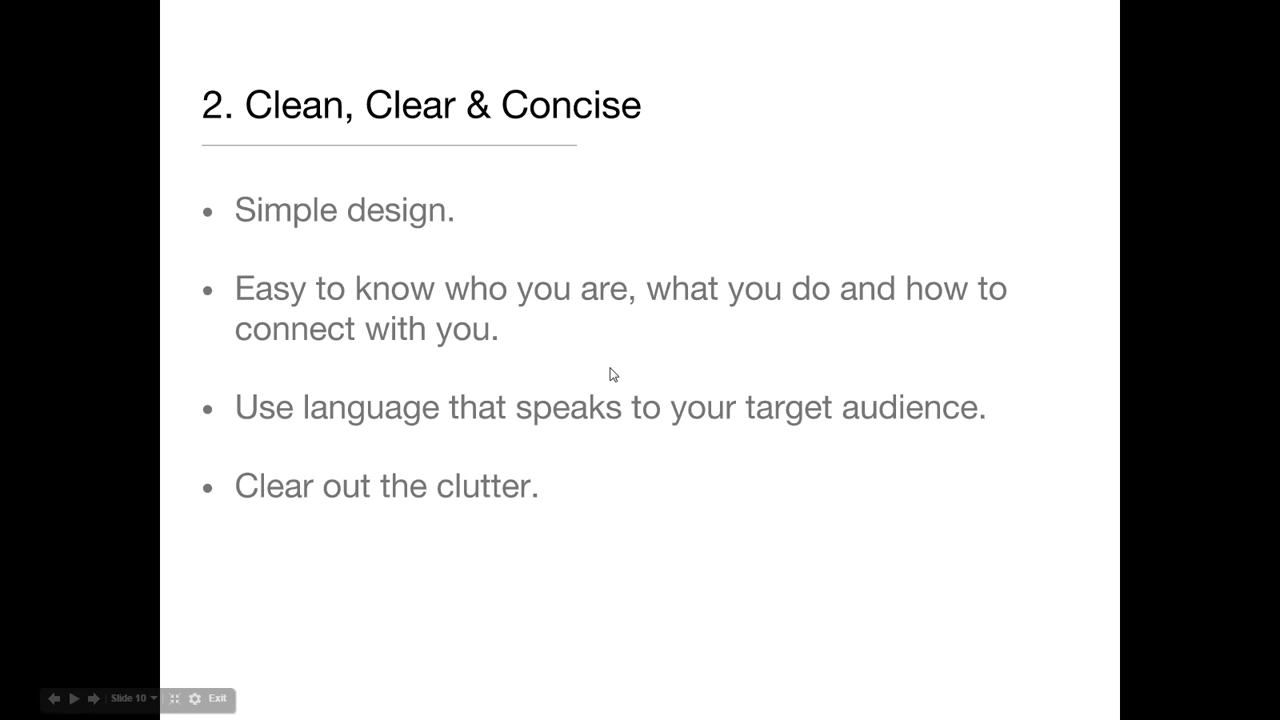 2. Clean, Clear & Concise
• Simple design.
• Easy to know who you are, what you do and how to
connect with you.
• Use language that speaks to your target audience.
• Clear out the clutter.
Slide 10 Exit